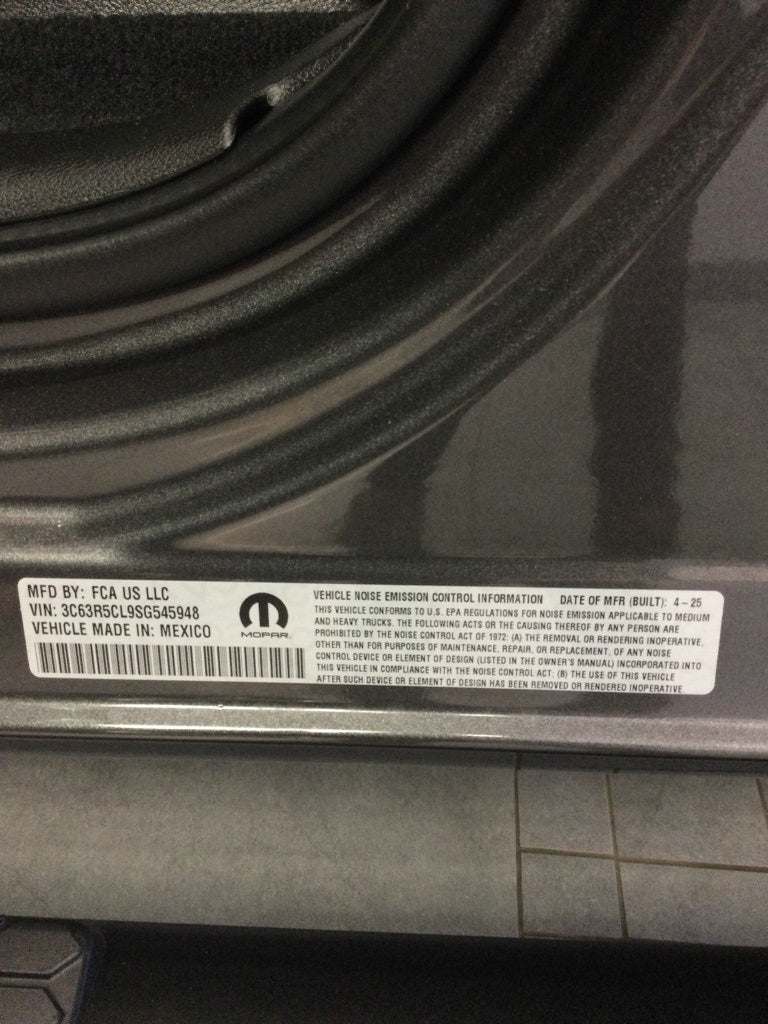 MFD BY: FCA US LLC
VIN: 3C63R5CL9SG545948
VEHICLE MADE IN: MEXICO
MOPAR
VEHICLE NOISE EMISSION CONTROL INFORMATION DATE OF MFR (BUILT): 4-25
THIS VEHICLE CONFORMS TO U.S. EPA REGULATIONS FOR NOISE EMISSION APPLICABLE TO MEDIUM
AND HEAVY TRUCKS. THE FOLLOWING ACTS OR THE CAUSING THEREOF BY ANY PERSON ARE
PROHIBITED BY THE NOISE CONTROL ACT OF 1972: (A) THE REMOVAL OR RENDERING INOPERATIVE,
OTHER THAN FOR PURPOSES OF MAINTENANCE, REPAIR, OR REPLACEMENT, OF ANY NOISE
CONTROL DEVICE OR ELEMENT OF DESIGN (LISTED IN THE OWNER'S MANUAL) INCORPORATED INTO
THIS VEHICLE IN COMPLIANCE WITH THE NOISE CONTROL ACT: (B) THE USE OF THIS VEHICLE
AFTER SUCH DEVICE OR ELEMENT OF DESIGN HAS BEEN REMOVED OR RENDERED INOPERATIVE.